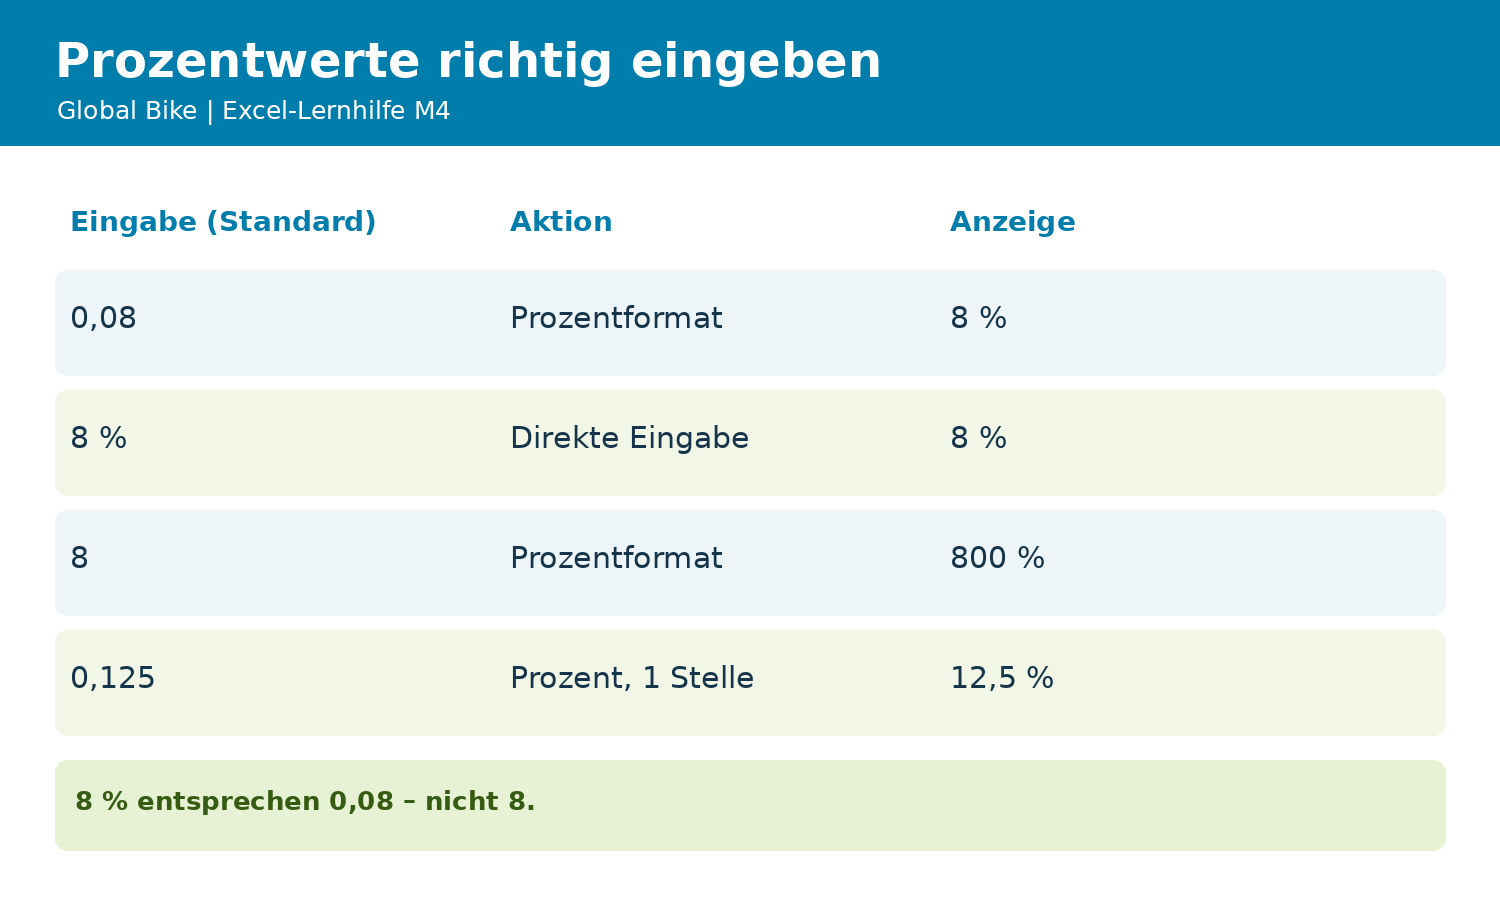 Prozentwerte richtig eingeben
Global Bike | Excel-Lernhilfe M4
Eingabe (Standard) Aktion Anzeige
0,08 Prozentformat 8 %
8 % Direkte Eingabe 8 %
8 Prozentformat 800 %
0,125 Prozent, 1 Stelle 12,5 %
8 % entsprechen 0,08 – nicht 8.